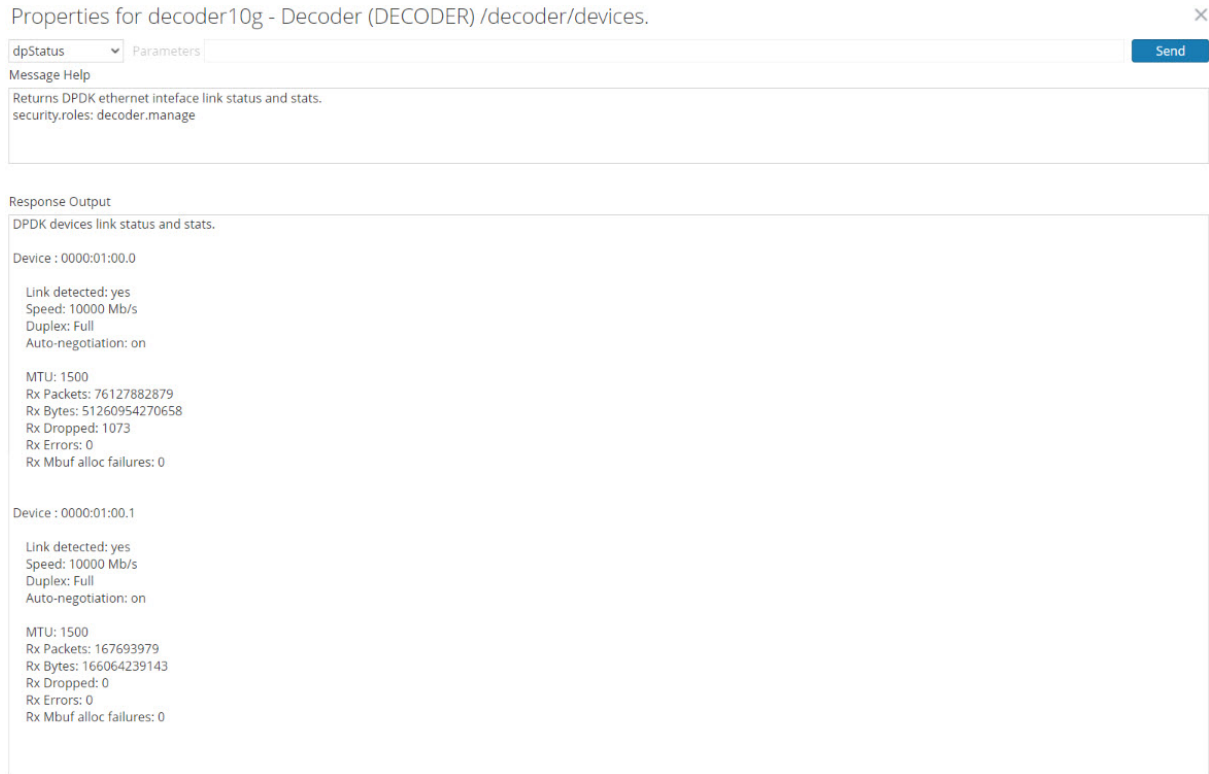 Properties for decoder10g - Decoder (DECODER) /decoder/devices.
dpStatus Parameters Send
Message Help
Returns DPDK ethernet inteface link status and stats.
security.roles: decoder.manage
Response Output
DPDK devices link status and stats.
Device : 0000:01:00.0
Link detected: yes
Speed: 10000 Mb/s
Duplex: Full
Auto-negotiation: on
MTU: 1500
Rx Packets: 76127882879
Rx Bytes: 51260954270658
Rx Dropped: 1073
Rx Errors: 0
Rx Mbuf alloc failures: 0
Device : 0000:01:00.1
Link detected: yes
Speed: 10000 Mb/s
Duplex: Full
Auto-negotiation: on
MTU: 1500
Rx Packets: 167693979
Rx Bytes: 166064239143
Rx Dropped: 0
Rx Errors: 0
Rx Mbuf alloc failures: 0